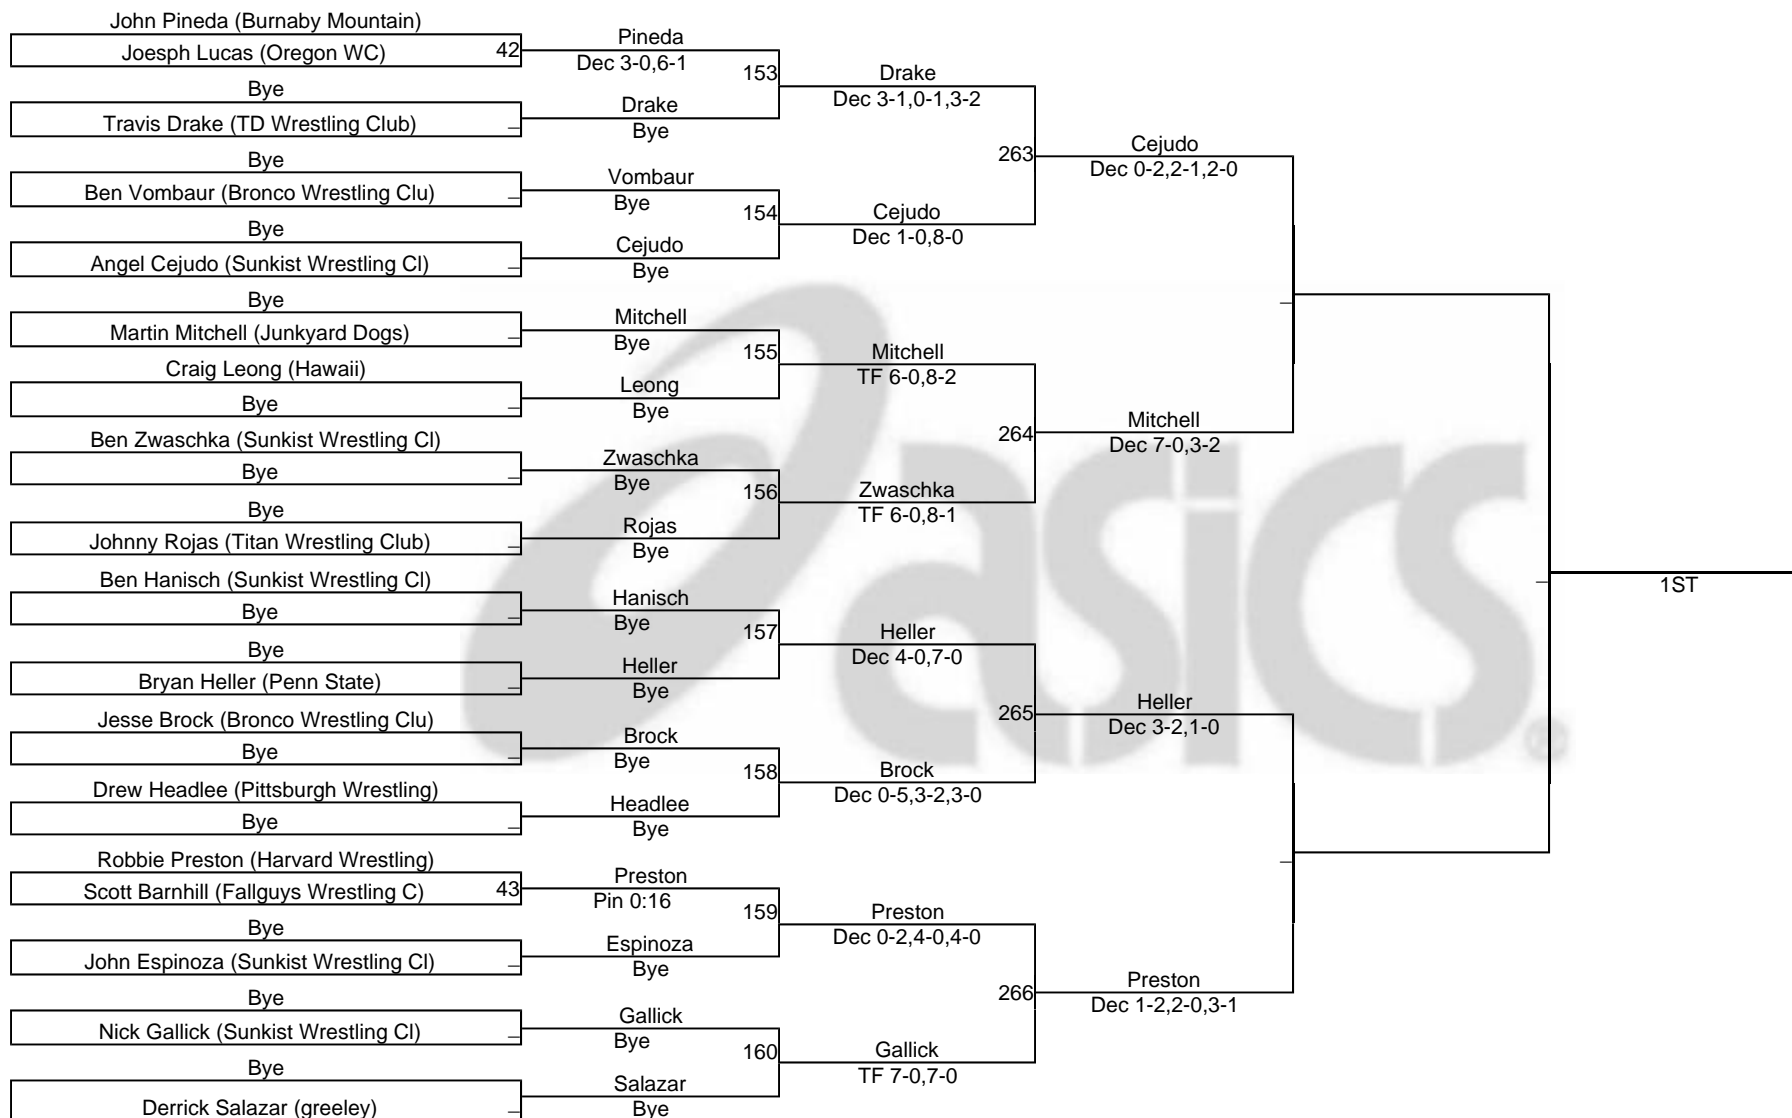 John Pineda (Burnaby Mountain)
Joesph Lucas (Oregon WC) 42
Bye
Travis Drake (TD Wrestling Club) _
Bye
Ben Vombaur (Bronco Wrestling Clu) _
Bye
Angel Cejudo (Sunkist Wrestling Cl) _
Bye
Martin Mitchell (Junkyard Dogs) _
Craig Leong (Hawaii)
Bye _
Ben Zwaschka (Sunkist Wrestling Cl)
Bye _
Bye
Johnny Rojas (Titan Wrestling Club) _
Ben Hanisch (Sunkist Wrestling Cl)
Bye _
Bye
Bryan Heller (Penn State) _
Jesse Brock (Bronco Wrestling Clu)
Bye _
Drew Headlee (Pittsburgh Wrestling)
Bye _
Robbie Preston (Harvard Wrestling)
Scott Barnhill (Fallguys Wrestling C) 43
Bye
John Espinoza (Sunkist Wrestling Cl) _
Bye
Nick Gallick (Sunkist Wrestling Cl) _
Bye
Derrick Salazar (greeley) _
Pineda
Dec 3-0,6-1
153
Drake
Bye
Vombaur
Bye
154
Cejudo
Bye
Mitchell
Bye
155
Leong
Bye
Zwaschka
Bye
156
Rojas
Bye
Hanisch
Bye
157
Heller
Bye
Brock
Bye
158
Headlee
Bye
Preston
Pin 0:16
159
Espinoza
Bye
Gallick
Bye
160
Salazar
Bye
Drake
Dec 3-1,0-1,3-2
263
Cejudo
Dec 1-0,8-0
Mitchell
TF 6-0,8-2
264
Zwaschka
TF 6-0,8-1
Heller
Dec 4-0,7-0
265
Brock
Dec 0-5,3-2,3-0
Preston
Dec 0-2,4-0,4-0
266
Gallick
TF 7-0,7-0
Cejudo
Dec 0-2,2-1,2-0
_
Mitchell
Dec 7-0,3-2
Heller
Dec 3-2,1-0
_
Preston
Dec 1-2,2-0,3-1
_
1ST
asics®